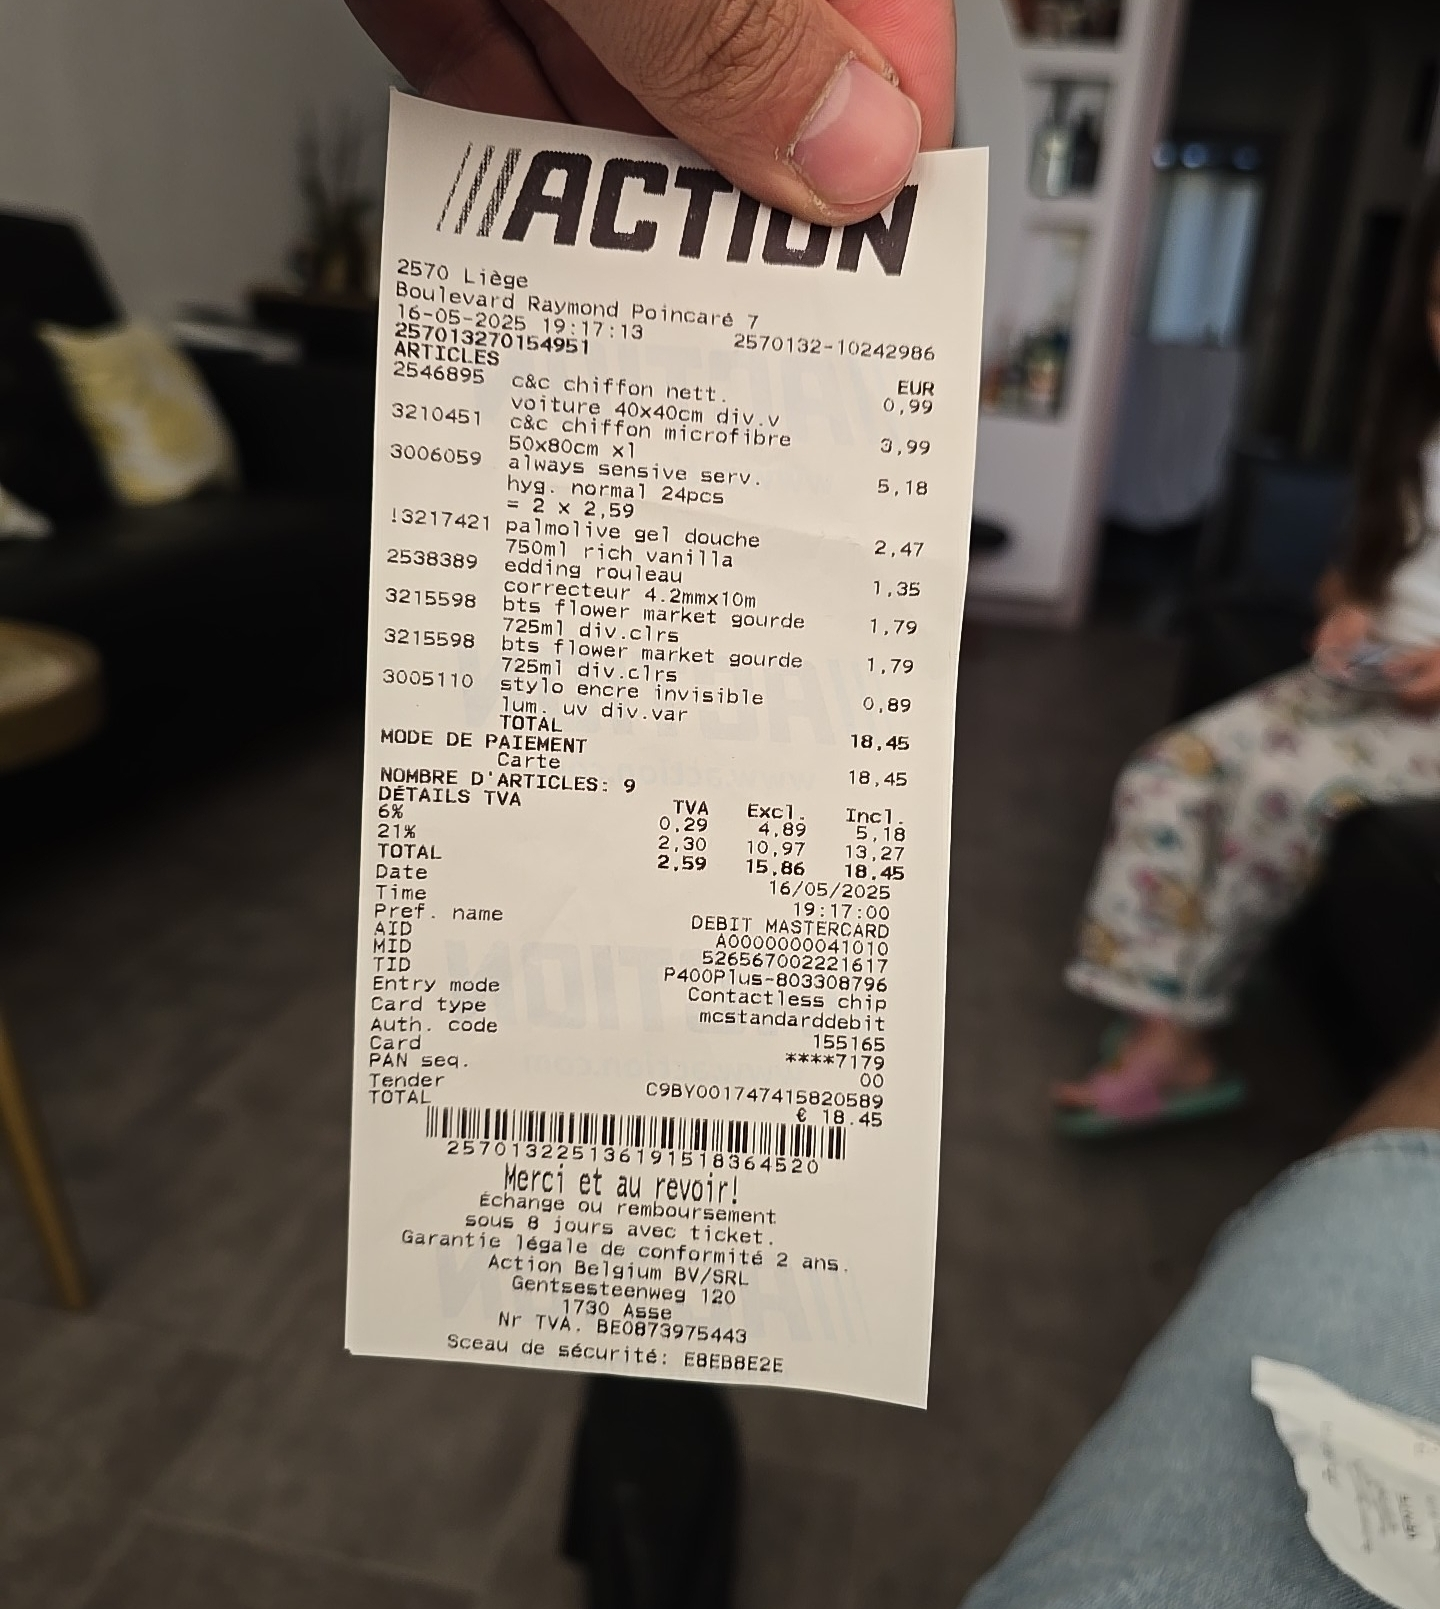 ACTION
2570 Liège
Boulevard Raymond Poincaré 7
16-05-2025 19:17:13 2570132-10242986
257013270154951
ARTICLES EUR
2546895 c&c chiffon nett. 0,99
voiture 40x40cm div.v
3210451 c&c chiffon microfibre 3,99
50x80cm x1
3006059 always sensive serv. 5,18
hyg. normal 24pcs
= 2 x 2,59
!3217421 palmolive gel douche 2,47
750ml rich vanilla
2538389 edding rouleau 1,35
correcteur 4.2mmx10m
3215598 bts flower market gourde 1,79
725ml div.clrs
3215598 bts flower market gourde 1,79
725ml div.clrs
3005110 stylo encre invisible 0,89
lum. uv div.var
TOTAL 18,45
MODE DE PAIEMENT
Carte 18,45
NOMBRE D'ARTICLES: 9
DÉTAILS TVA TVA Excl. Incl.
6% 0,29 4,89 5,18
21% 2,30 10,97 13,27
TOTAL 2,59 15,86 18,45
Date 16/05/2025
Time 19:17:00
Pref. name DEBIT MASTERCARD
AID A0000000041010
MID 526567002221617
TID P400Plus-803308796
Entry mode Contactless chip
Card type mcstandarddebit
Auth. code 155165
Card ****7179
PAN seq. 00
Tender C9BY001747415820589
TOTAL € 18.45
257013225136191518364520
Merci et au revoir!
Échange ou remboursement
sous 8 jours avec ticket.
Garantie légale de conformité 2 ans.
Action Belgium BV/SRL
Gentsesteenweg 120
1730 Asse
Nr TVA. BE0873975443
Sceau de sécurité: E8EB8E2E